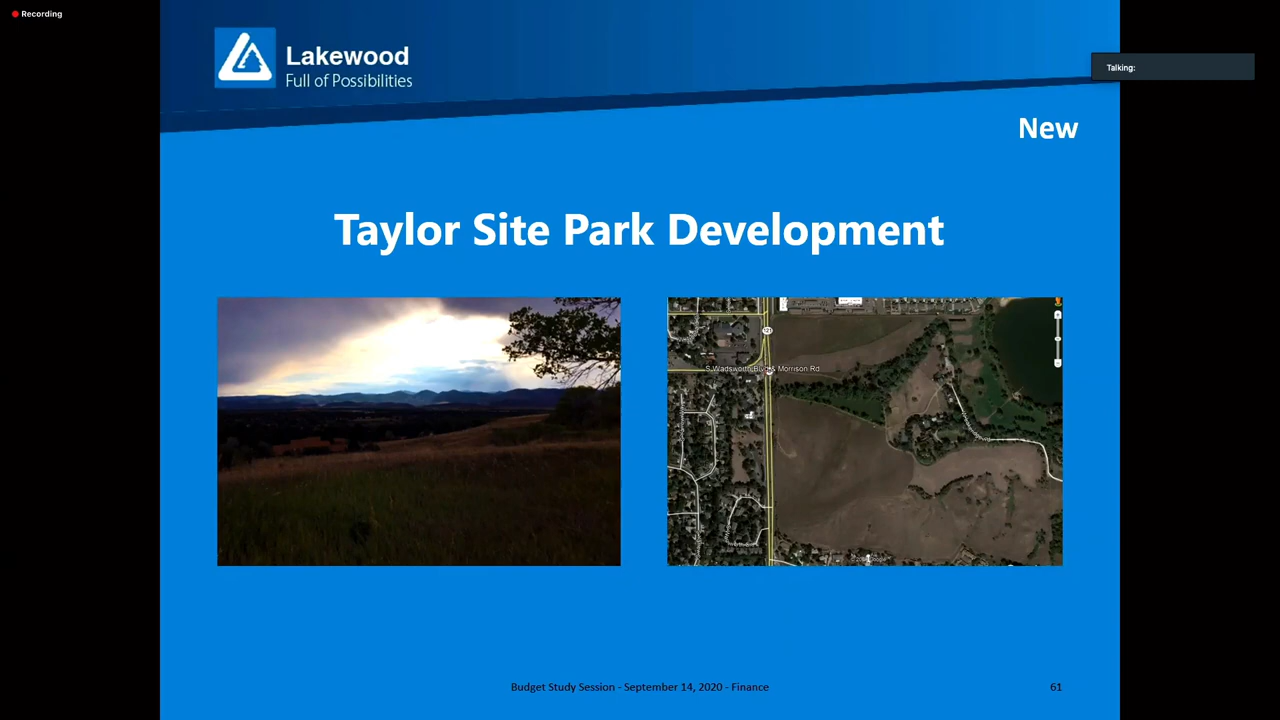 Recording
Lakewood
Full of Possibilities
Talking:
New
Taylor Site Park Development
121
S Wadsworth Blvd & Morrison Rd
Budget Study Session - September 14, 2020 - Finance
61